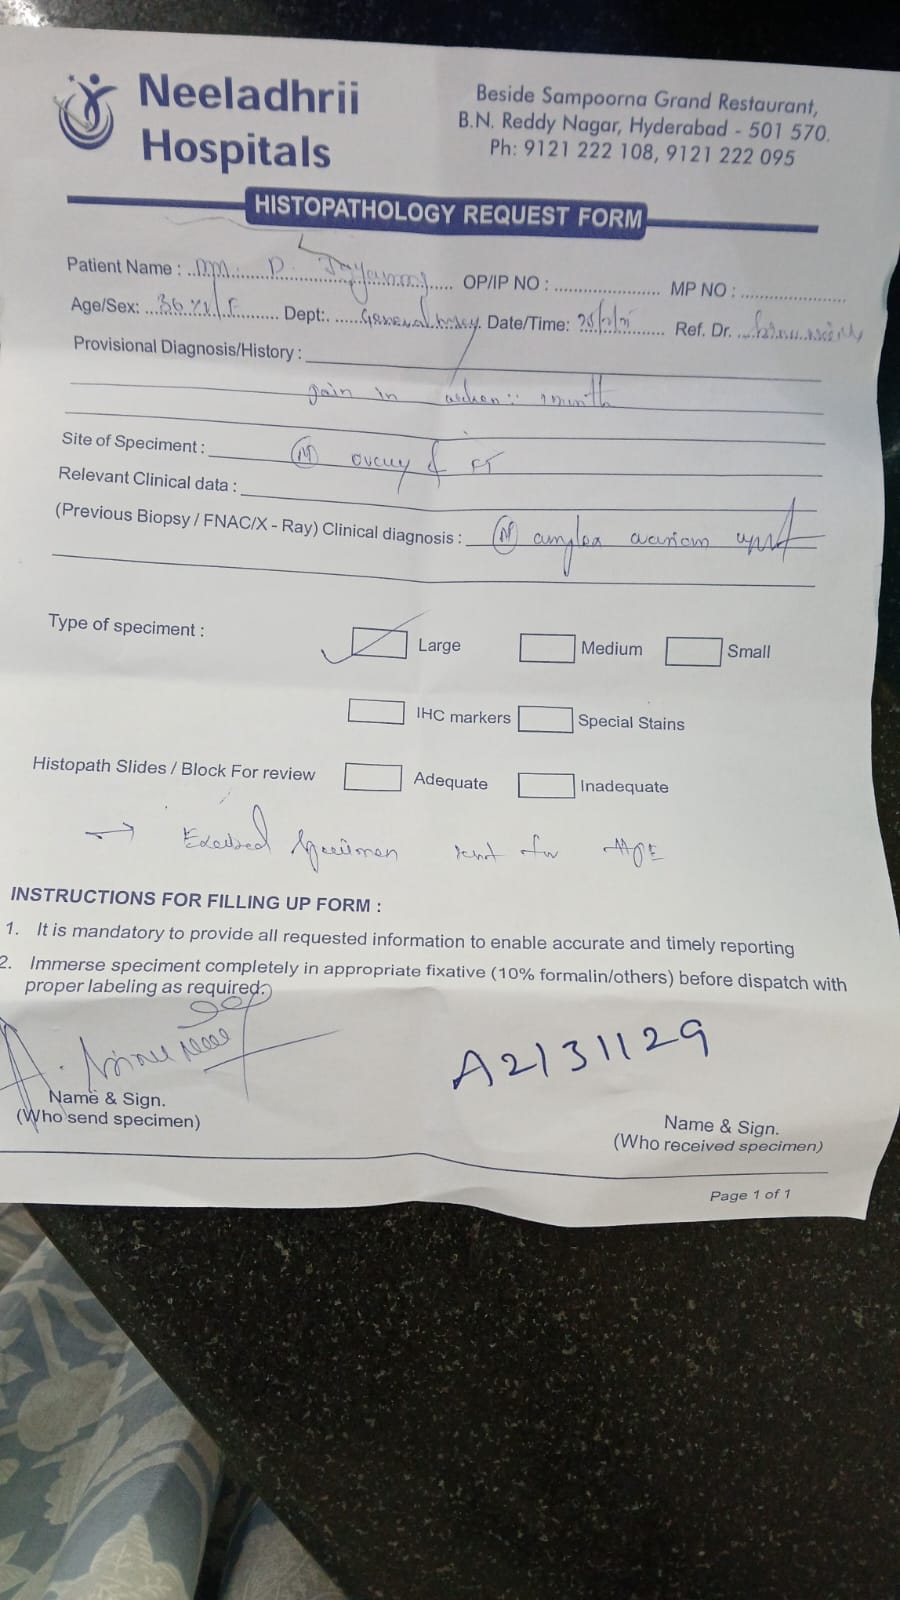 Neeladhrii
Hospitals
Beside Sampoorna Grand Restaurant,
B.N. Reddy Nagar, Hyderabad - 501 570.
Ph: 9121 222 108, 9121 222 095
HISTOPATHOLOGY REQUEST FORM
Patient Name : OP/IP NO : MP NO :
Age/Sex: 36 Y/F Dept: General Date/Time: Ref. Dr.
Provisional Diagnosis/History :
pain in 1 month
Site of Speciment : ovary & FT
Relevant Clinical data :
(Previous Biopsy / FNAC/X - Ray) Clinical diagnosis :
Type of speciment : Large Medium Small
IHC markers Special Stains
Histopath Slides / Block For review Adequate Inadequate
→ Excised Specimen sent for HPE
INSTRUCTIONS FOR FILLING UP FORM :
1. It is mandatory to provide all requested information to enable accurate and timely reporting
2. Immerse speciment completely in appropriate fixative (10% formalin/others) before dispatch with
proper labeling as required.
A2131129
Name & Sign.
(Who send specimen)
Name & Sign.
(Who received specimen)
Page 1 of 1